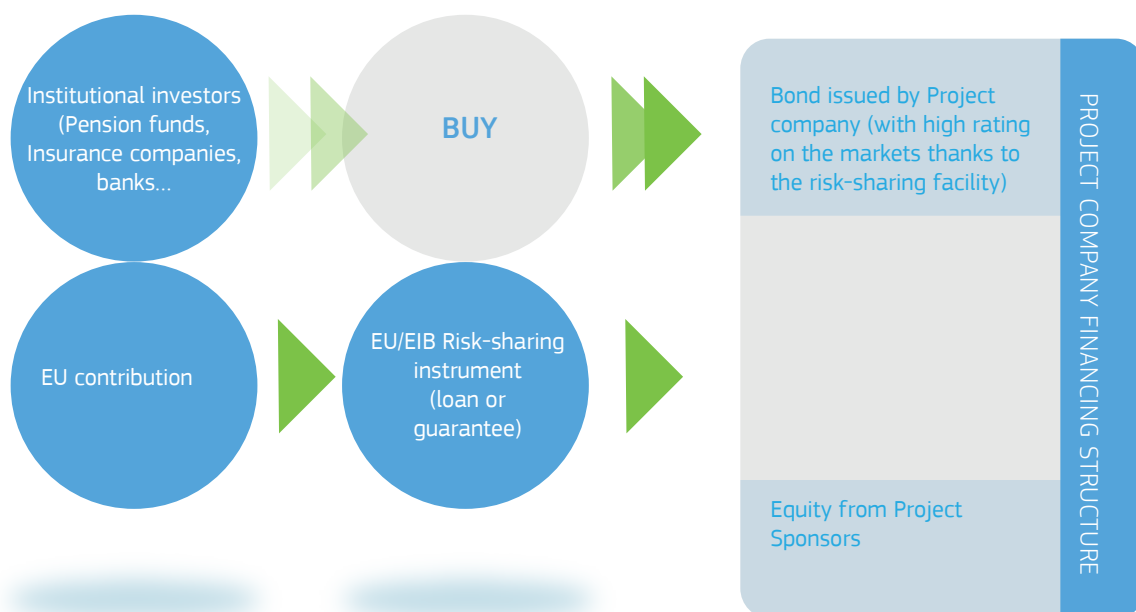 Institutional investors
(Pension funds,
Insurance companies,
banks...
BUY
Bond issued by Project
company (with high rating
on the markets thanks to
the risk-sharing facility)
EU contribution
EU/EIB Risk-sharing
instrument
(loan or
guarantee)
Equity from Project
Sponsors
PROJECT COMPANY FINANCING STRUCTURE